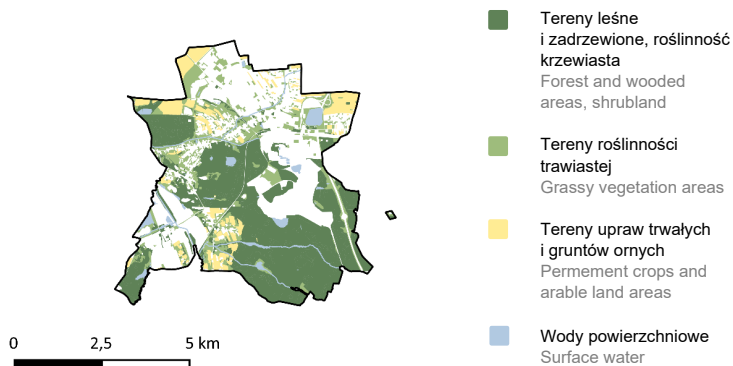 Tereny leśne
i zadrzewione, roślinność
krzewiasta
Forest and wooded
areas, shrubland
Tereny roślinności
trawiastej
Grassy vegetation areas
Tereny upraw trwałych
i gruntów ornych
Permement crops and
arable land areas
Wody powierzchniowe
Surface water
0 2,5 5 km